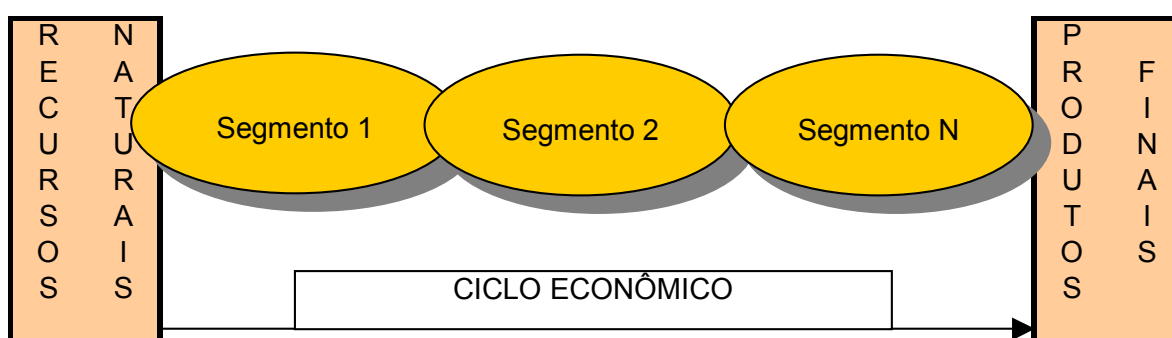 RECURSOS
NATURAIS
Segmento 1
Segmento 2
Segmento N
PRODUTOS
FINAIS
CICLO ECONÔMICO